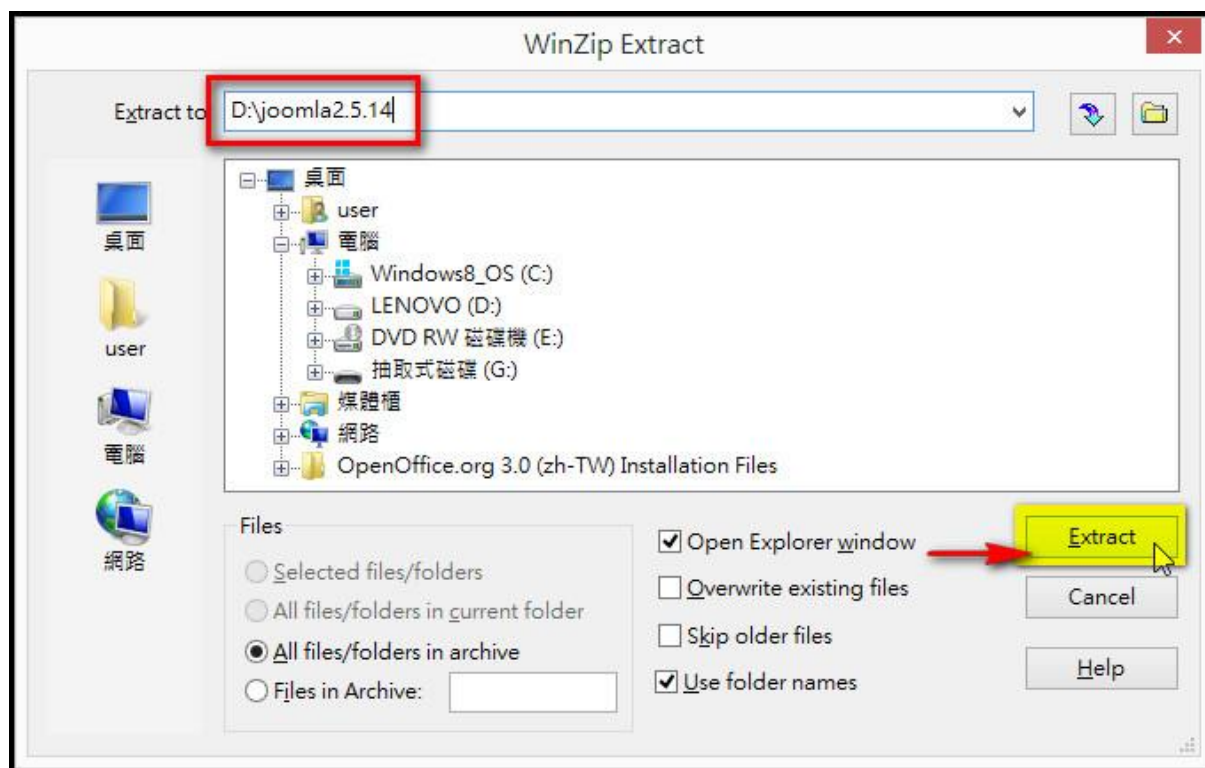 WinZip Extract
Extract to
D:\joomla2.5.14
桌面
user
電腦
網路
桌面
user
電腦
Windows8_OS (C:)
LENOVO (D:)
DVD RW 磁碟機 (E:)
抽取式磁碟 (G:)
媒體櫃
網路
OpenOffice.org 3.0 (zh-TW) Installation Files
Files
Selected files/folders
All files/folders in current folder
All files/folders in archive
Files in Archive:
Open Explorer window
Overwrite existing files
Skip older files
Use folder names
Extract
Cancel
Help